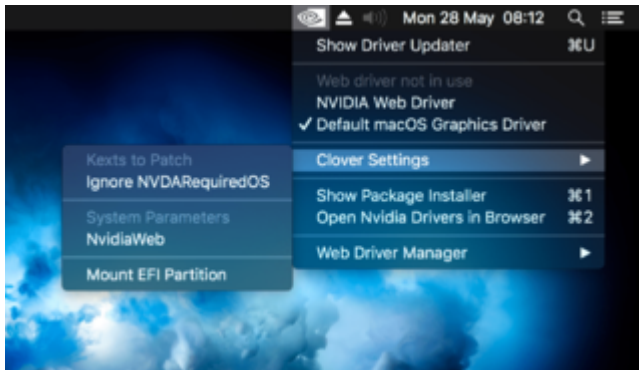 Mon 28 May 08:12
Show Driver Updater ⌘U
Web driver not in use
NVIDIA Web Driver
✓ Default macOS Graphics Driver
Clover Settings ▶
Kexts to Patch
Ignore NVDARequiredOS
System Parameters
NvidiaWeb
Mount EFI Partition
Show Package Installer ⌘1
Open Nvidia Drivers in Browser ⌘2
Web Driver Manager ▶